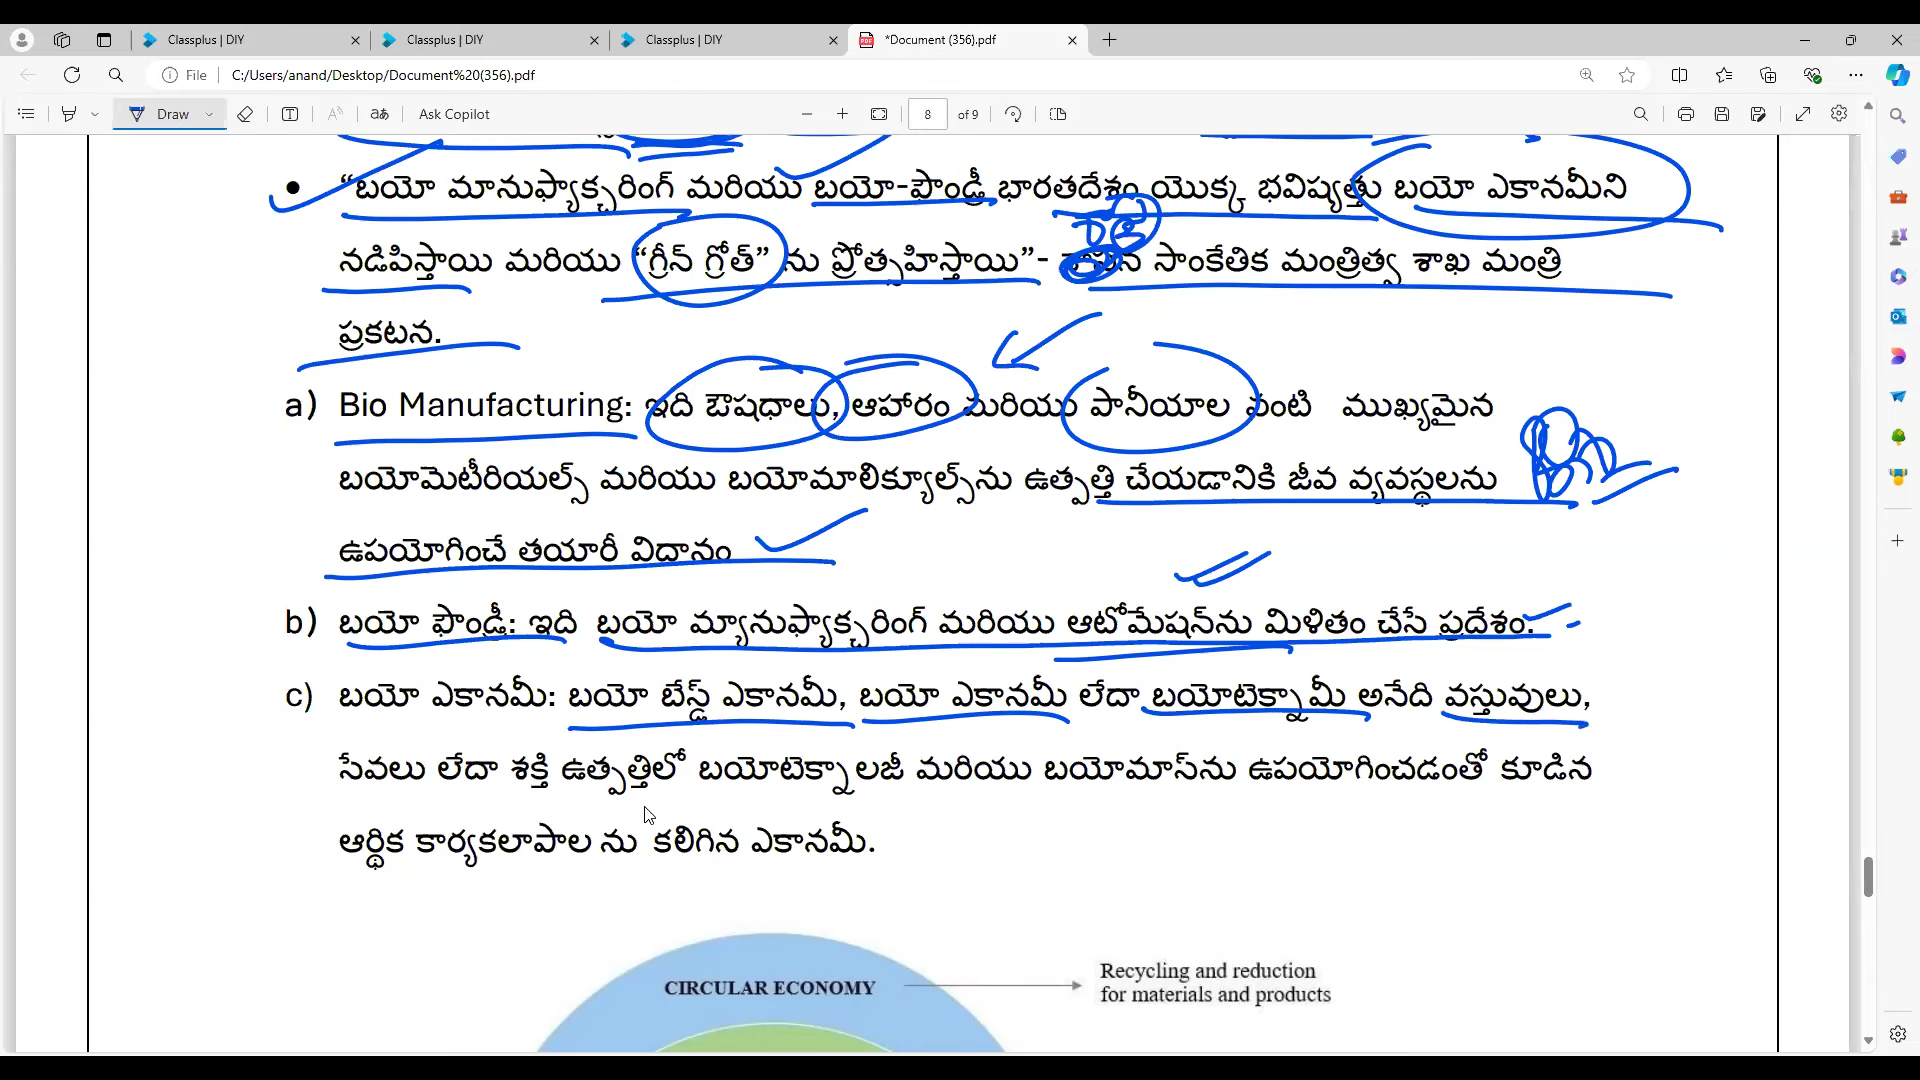 Classplus | DIY
Classplus | DIY
Classplus | DIY
*Document (356).pdf
File
C:/Users/anand/Desktop/Document%20(356).pdf
Draw
Ask Copilot
8 of 9
• “బయో మానుఫ్యాక్చరింగ్ మరియు బయో-ఫౌండ్రీ భారతదేశం యొక్క భవిష్యత్తు బయో ఎకానమీని
నడిపిస్తాయి మరియు “గ్రీన్ గ్రోత్” ను ప్రోత్సహిస్తాయి”- సాంకేతిక మంత్రిత్వ శాఖ మంత్రి
ప్రకటన.
a) Bio Manufacturing: ఇది ఔషధాలు, ఆహారం మరియు పానీయాల వంటి ముఖ్యమైన
బయోమెటీరియల్స్ మరియు బయోమాలిక్యూల్స్‌ను ఉత్పత్తి చేయడానికి జీవ వ్యవస్థలను
ఉపయోగించే తయారీ విదానం
b) బయో ఫౌండ్రీ: ఇది బయో మ్యానుఫ్యాక్చరింగ్ మరియు ఆటోమేషన్‌ను మిళితం చేసే ప్రదేశం.
c) బయో ఎకానమీ: బయో బేస్డ్ ఎకానమీ, బయో ఎకానమీ లేదా బయోటెక్నామీ అనేది వస్తువులు,
సేవలు లేదా శక్తి ఉత్పత్తిలో బయోటెక్నాలజీ మరియు బయోమాస్‌ను ఉపయోగించడంతో కూడిన
ఆర్థిక కార్యకలాపాల ను కలిగిన ఎకానమీ.
CIRCULAR ECONOMY
Recycling and reduction
for materials and products